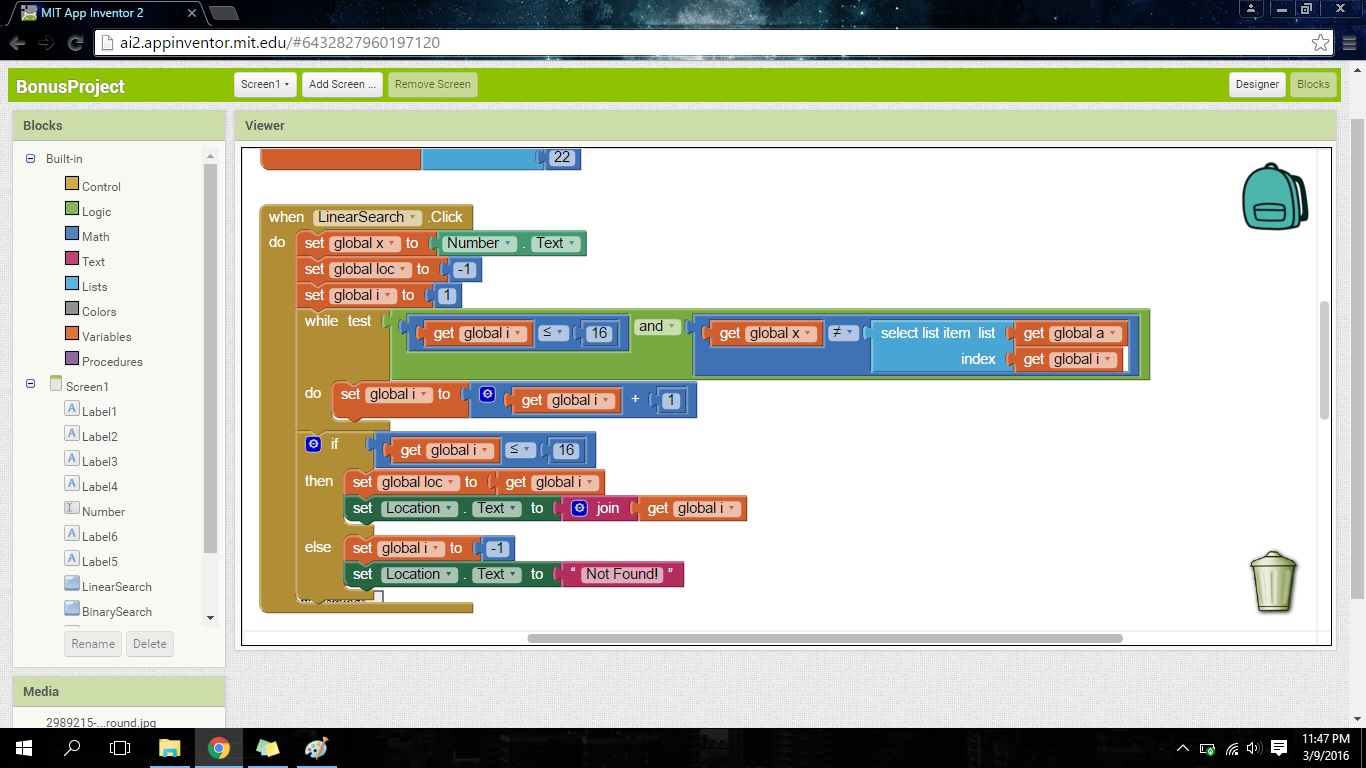 MIT App Inventor 2
ai2.appinventor.mit.edu/#6432827960197120
BonusProject
Screen1
Add Screen ...
Remove Screen
Designer
Blocks
Blocks
Viewer
Built-in
Control
Logic
Math
Text
Lists
Colors
Variables
Procedures
Screen1
Label1
Label2
Label3
Label4
Number
Label6
Label5
LinearSearch
BinarySearch
Rename
Delete
Media
2989215-...round.jpg
22
when LinearSearch .Click
do set global x to Number . Text
set global loc to -1
set global i to 1
while test get global i ≤ 16 and get global x ≠ select list item list get global a
index get global i
do set global i to get global i + 1
if get global i ≤ 16
then set global loc to get global i
set Location . Text to join get global i
else set global i to -1
set Location . Text to “ Not Found! ”
11:47 PM
3/9/2016